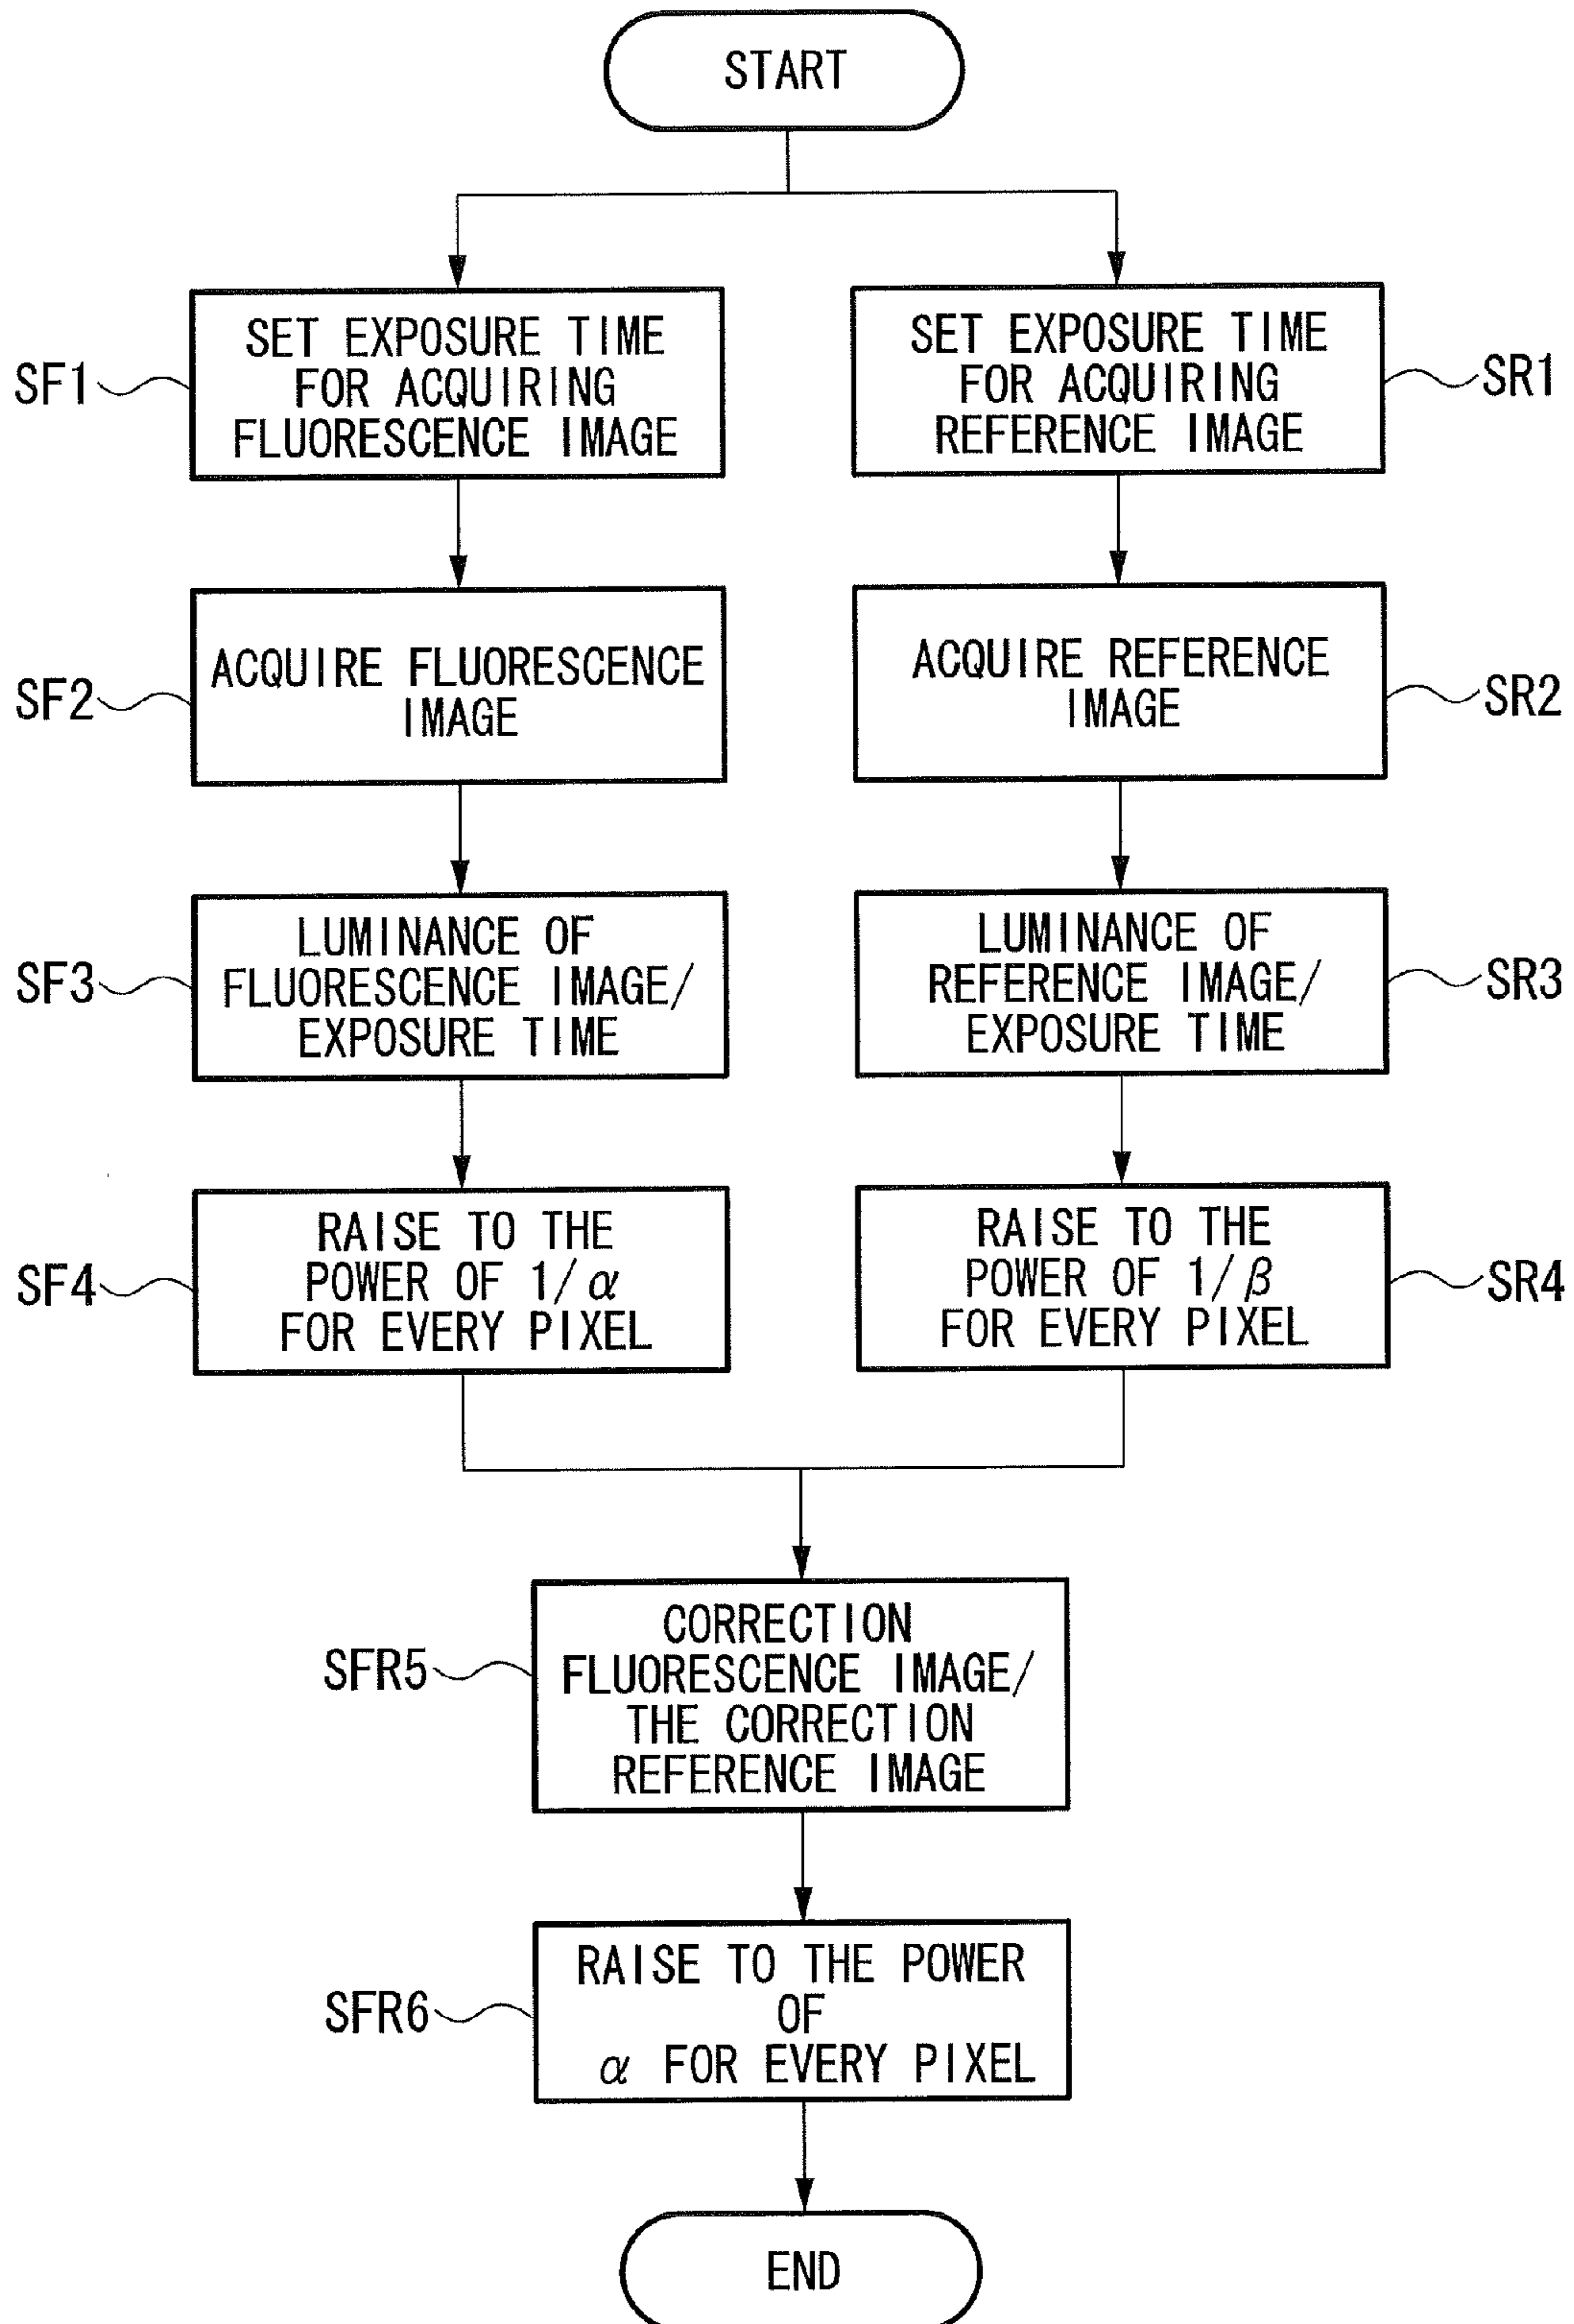 START
SF1
SET EXPOSURE TIME
FOR ACQUIRING
FLUORESCENCE IMAGE
SET EXPOSURE TIME
FOR ACQUIRING
REFERENCE IMAGE
SR1
SF2
ACQUIRE FLUORESCENCE
IMAGE
ACQUIRE REFERENCE
IMAGE
SR2
SF3
LUMINANCE OF
FLUORESCENCE IMAGE/
EXPOSURE TIME
LUMINANCE OF
REFERENCE IMAGE/
EXPOSURE TIME
SR3
SF4
RAISE TO THE
POWER OF 1/α
FOR EVERY PIXEL
RAISE TO THE
POWER OF 1/β
FOR EVERY PIXEL
SR4
SFR5
CORRECTION
FLUORESCENCE IMAGE/
THE CORRECTION
REFERENCE IMAGE
SFR6
RAISE TO THE POWER
OF
α FOR EVERY PIXEL
END